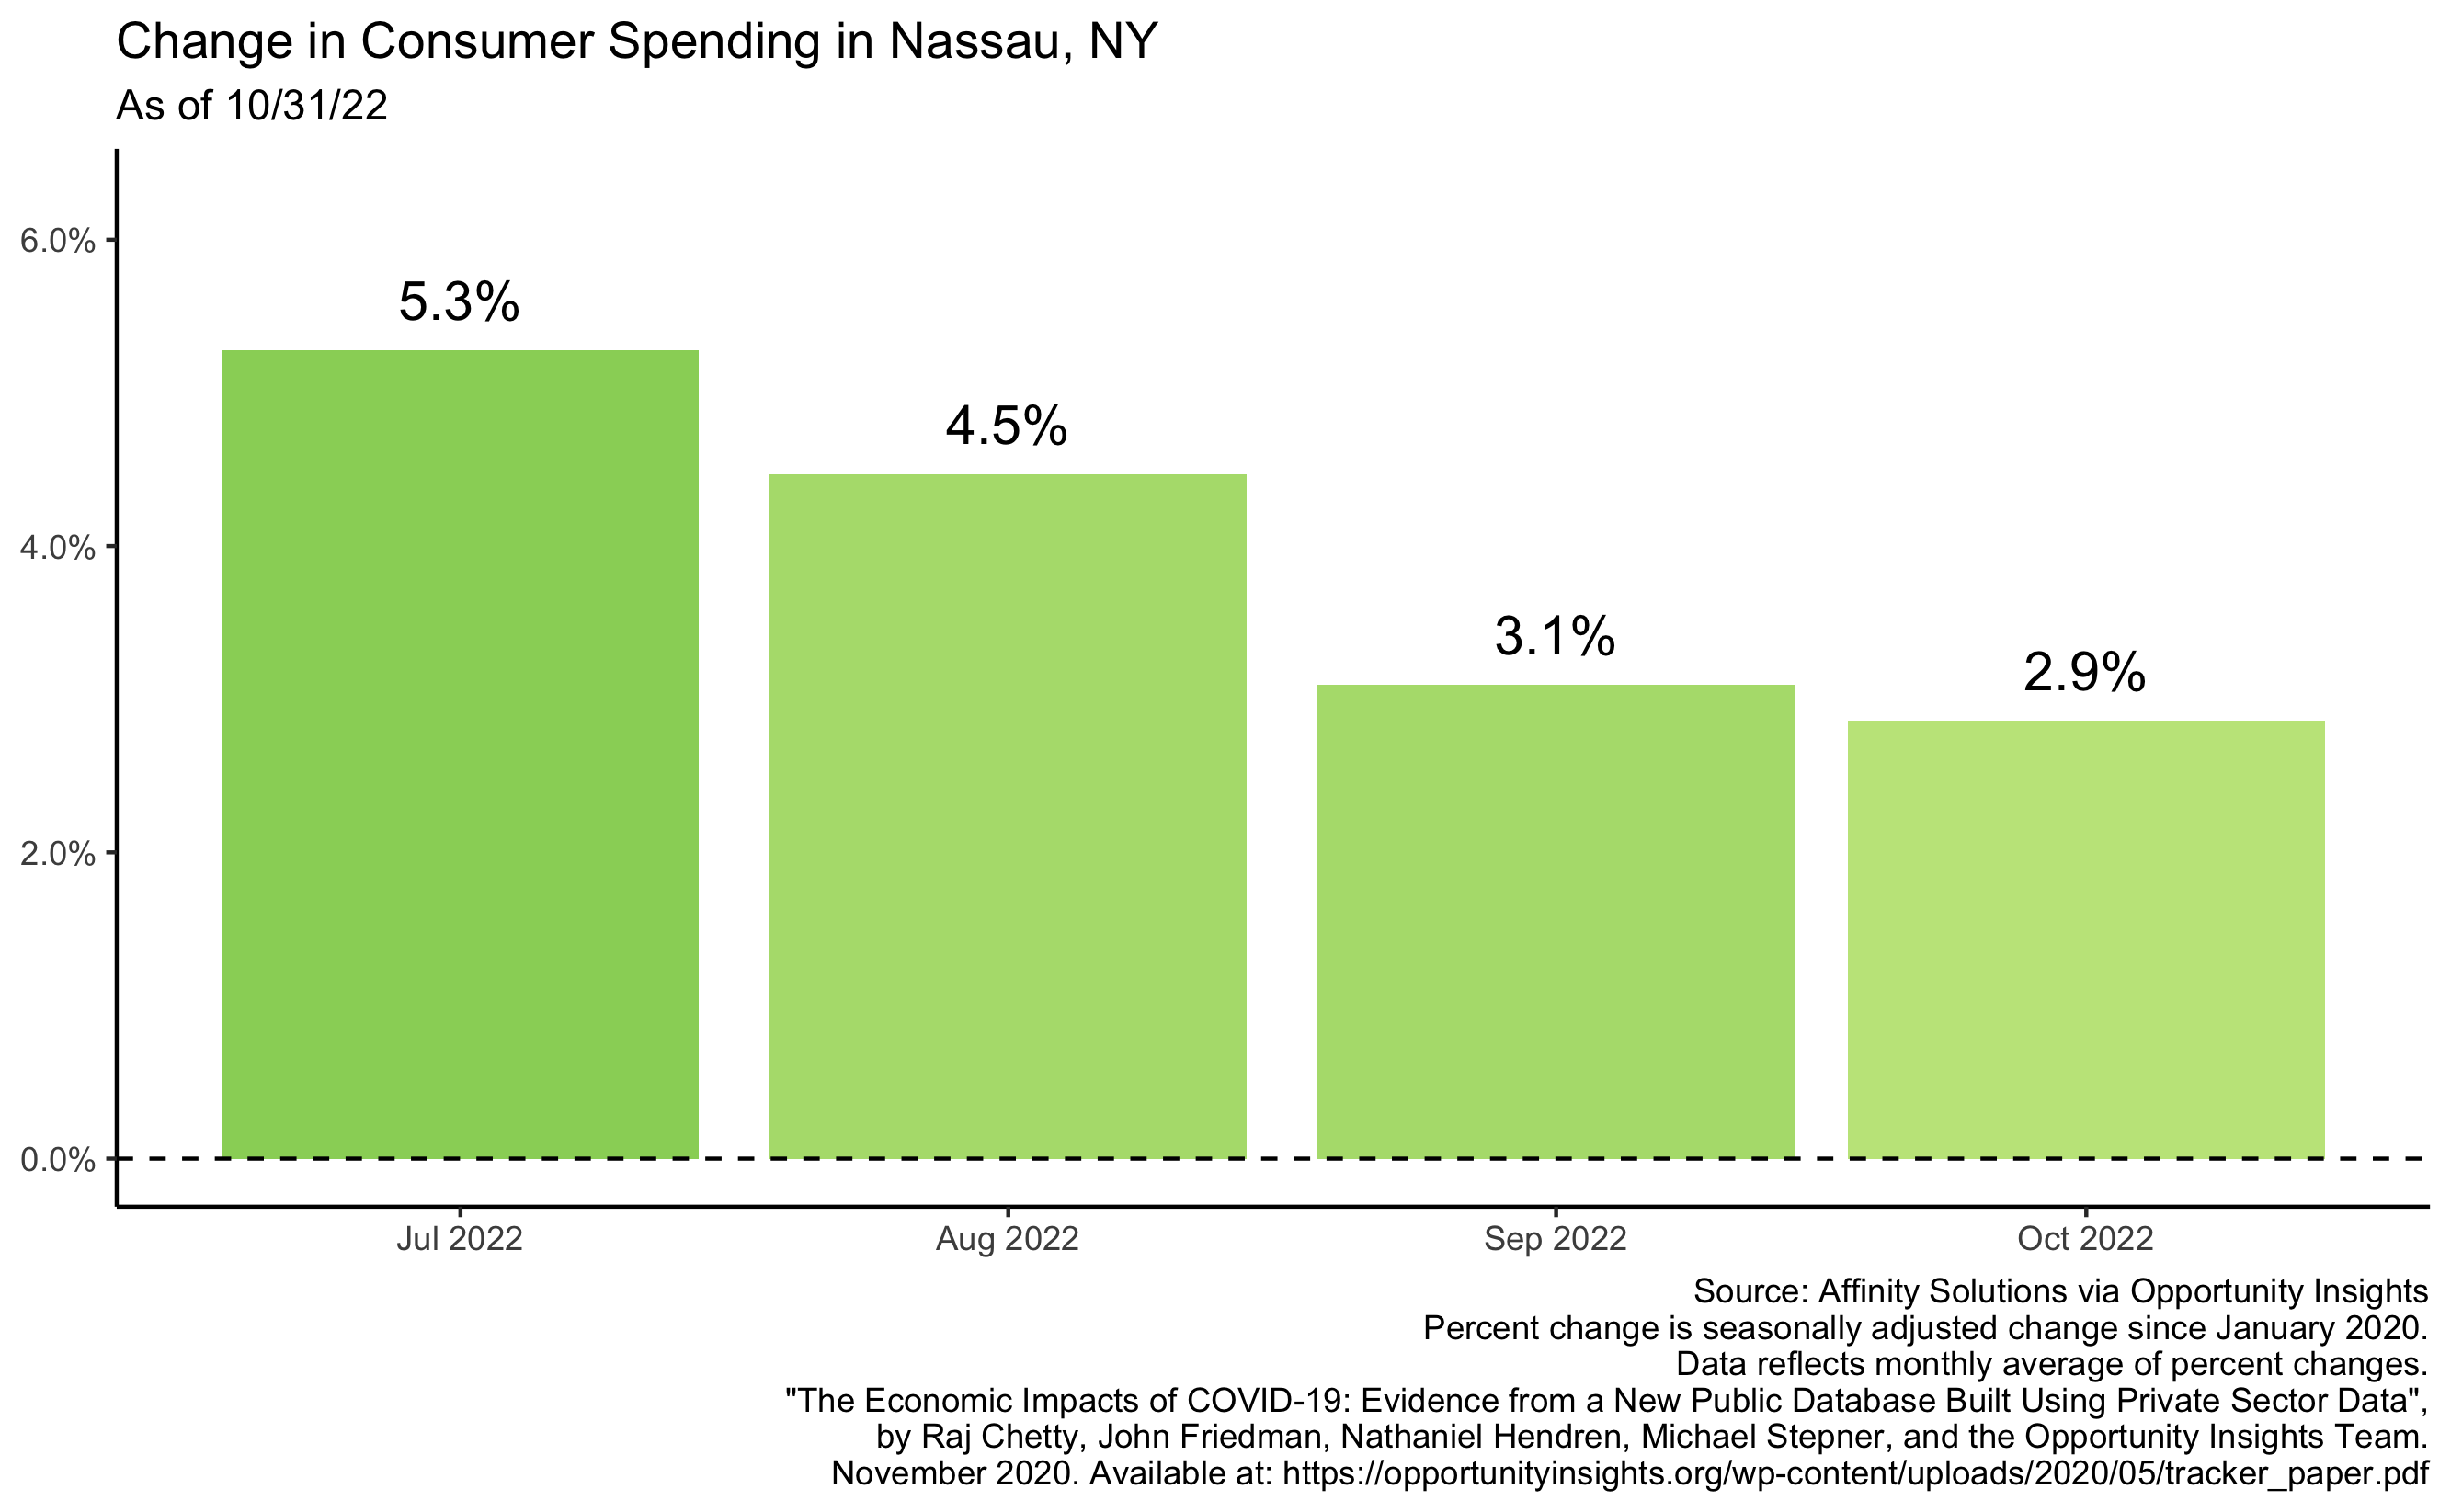 Change in Consumer Spending in Nassau, NY
As of 10/31/22
6.0%
4.0%
2.0%
0.0%
5.3%
4.5%
3.1%
2.9%
Jul 2022
Aug 2022
Sep 2022
Oct 2022
Source: Affinity Solutions via Opportunity Insights
Percent change is seasonally adjusted change since January 2020.
Data reflects monthly average of percent changes.
"The Economic Impacts of COVID-19: Evidence from a New Public Database Built Using Private Sector Data",
by Raj Chetty, John Friedman, Nathaniel Hendren, Michael Stepner, and the Opportunity Insights Team.
November 2020. Available at: https://opportunityinsights.org/wp-content/uploads/2020/05/tracker_paper.pdf